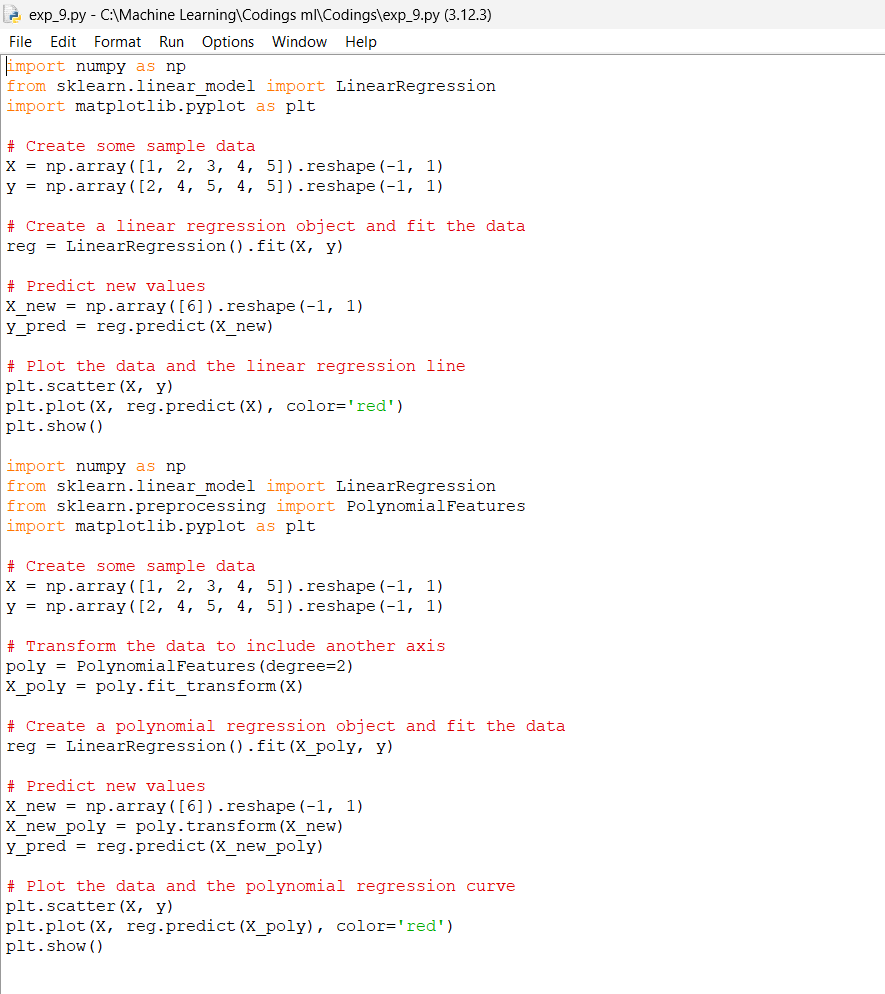 exp_9.py - C:\Machine Learning\Codings ml\Codings\exp_9.py (3.12.3)
File Edit Format Run Options Window Help
import numpy as np
from sklearn.linear_model import LinearRegression
import matplotlib.pyplot as plt

# Create some sample data
X = np.array([1, 2, 3, 4, 5]).reshape(-1, 1)
y = np.array([2, 4, 5, 4, 5]).reshape(-1, 1)

# Create a linear regression object and fit the data
reg = LinearRegression().fit(X, y)

# Predict new values
X_new = np.array([6]).reshape(-1, 1)
y_pred = reg.predict(X_new)

# Plot the data and the linear regression line
plt.scatter(X, y)
plt.plot(X, reg.predict(X), color='red')
plt.show()

import numpy as np
from sklearn.linear_model import LinearRegression
from sklearn.preprocessing import PolynomialFeatures
import matplotlib.pyplot as plt

# Create some sample data
X = np.array([1, 2, 3, 4, 5]).reshape(-1, 1)
y = np.array([2, 4, 5, 4, 5]).reshape(-1, 1)

# Transform the data to include another axis
poly = PolynomialFeatures(degree=2)
X_poly = poly.fit_transform(X)

# Create a polynomial regression object and fit the data
reg = LinearRegression().fit(X_poly, y)

# Predict new values
X_new = np.array([6]).reshape(-1, 1)
X_new_poly = poly.transform(X_new)
y_pred = reg.predict(X_new_poly)

# Plot the data and the polynomial regression curve
plt.scatter(X, y)
plt.plot(X, reg.predict(X_poly), color='red')
plt.show()